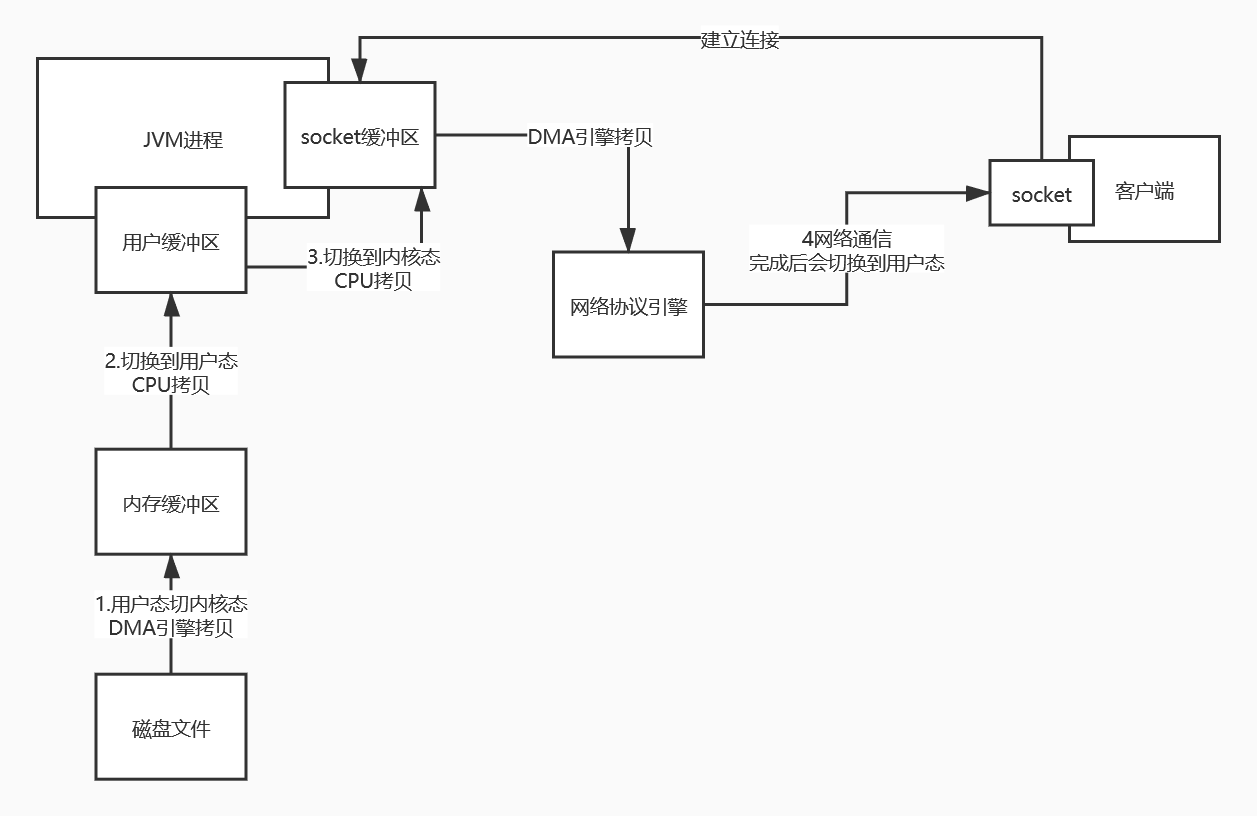 建立连接
JVM进程
socket缓冲区
DMA引擎拷贝
socket
客户端
用户缓冲区
3.切换到内核态
CPU拷贝
4网络通信
完成后会切换到用户态
网络协议引擎
2.切换到用户态
CPU拷贝
内存缓冲区
1.用户态切内核态
DMA引擎拷贝
磁盘文件